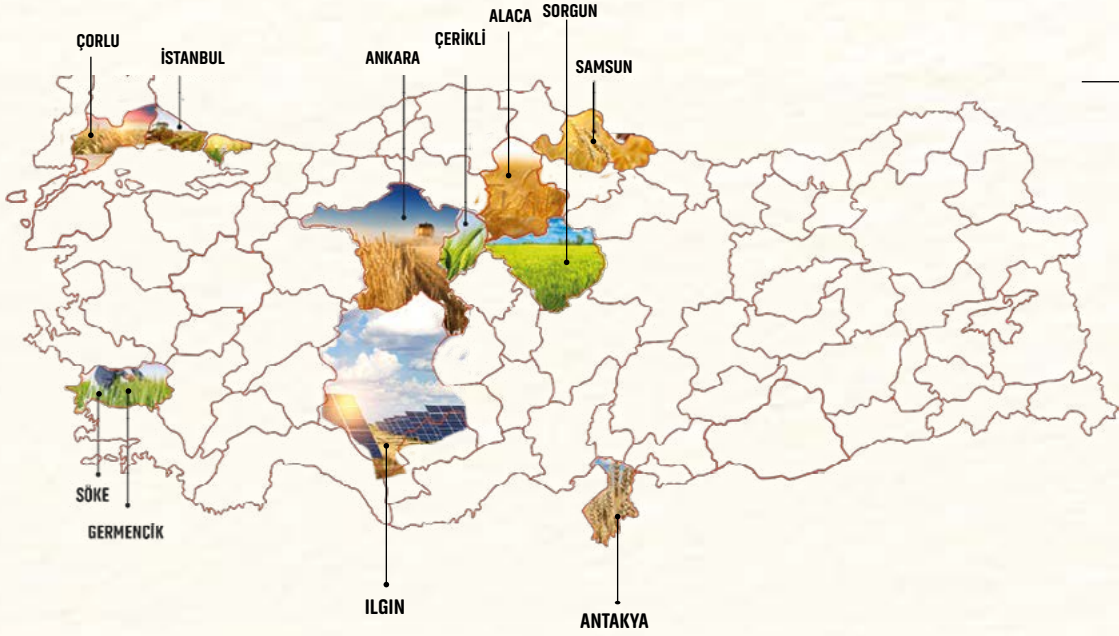 ALACA
SORGUN
ÇORLU
İSTANBUL
ANKARA
ÇERİKLİ
SAMSUN
SÖKE
GERMENCİK
ILGIN
ANTAKYA